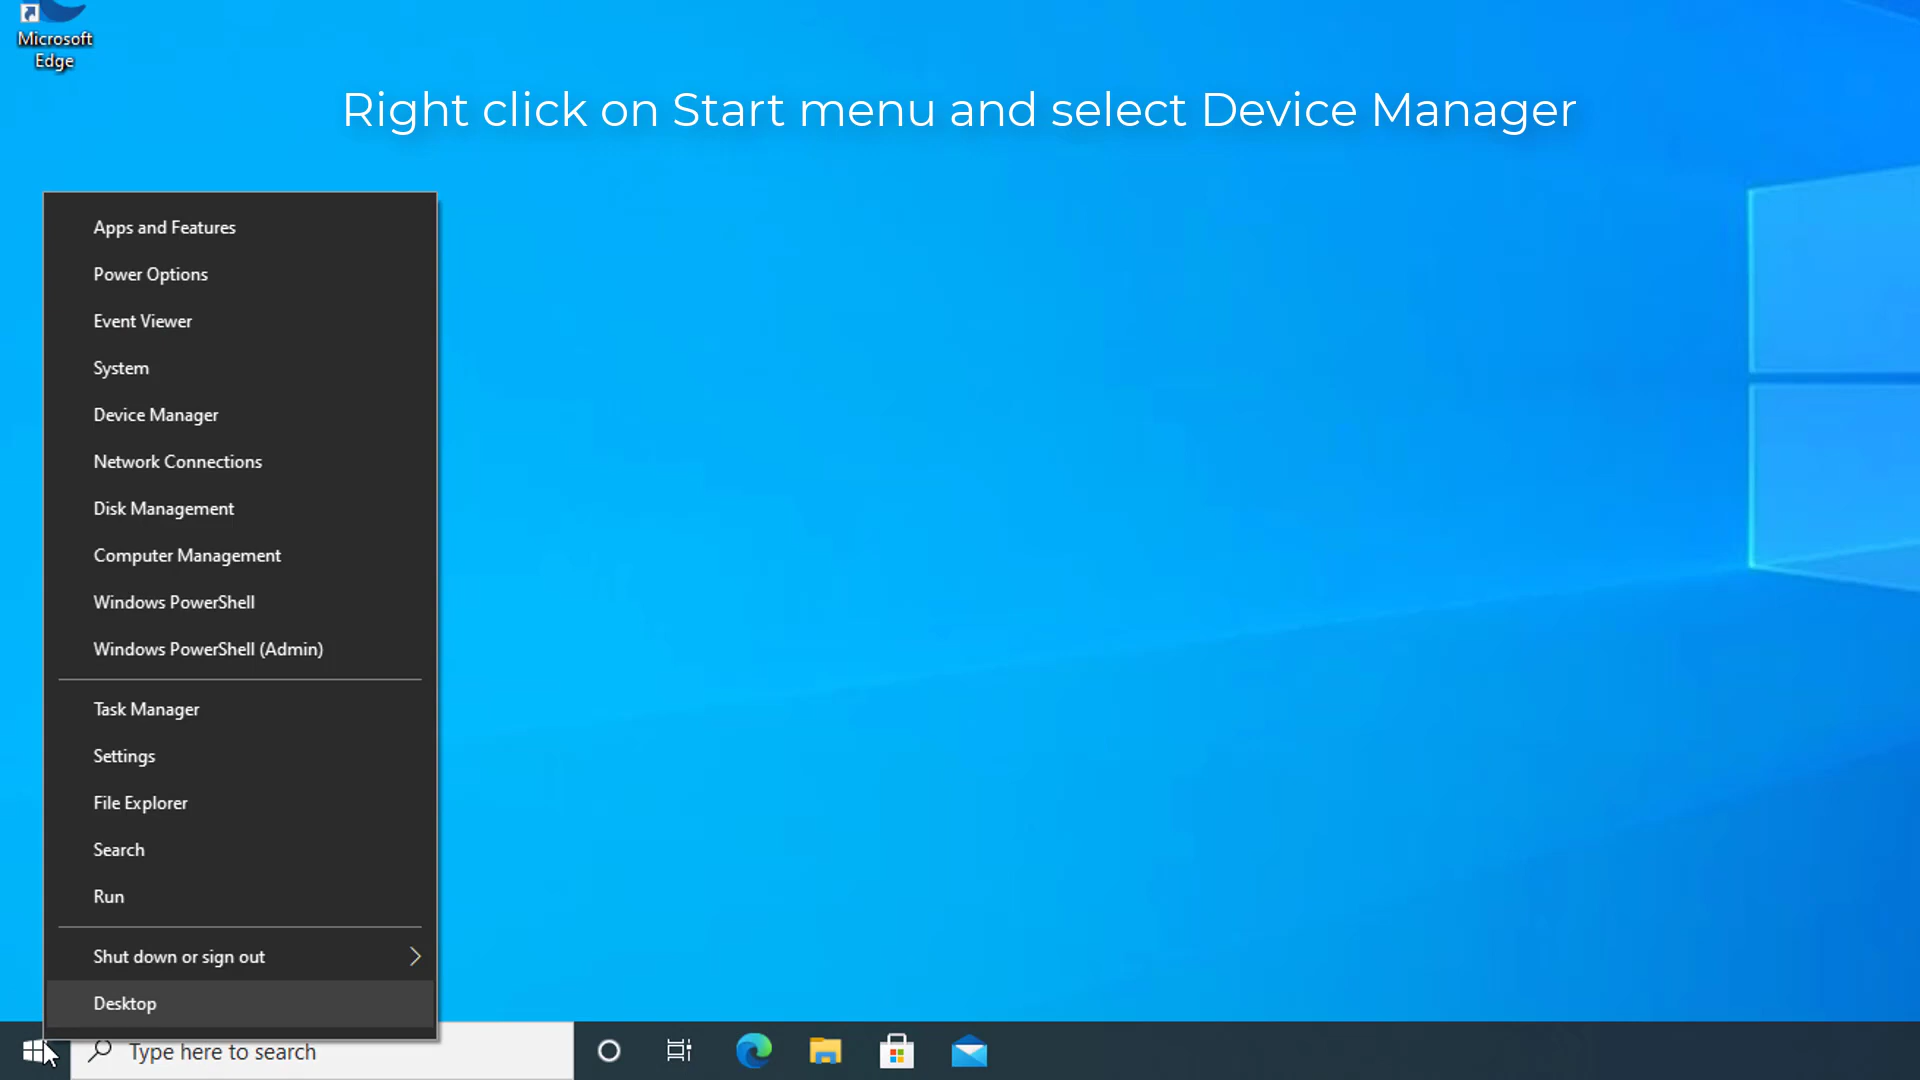 Microsoft
Edge
Right click on Start menu and select Device Manager
Apps and Features
Power Options
Event Viewer
System
Device Manager
Network Connections
Disk Management
Computer Management
Windows PowerShell
Windows PowerShell (Admin)
Task Manager
Settings
File Explorer
Search
Run
Shut down or sign out
Desktop
Type here to search